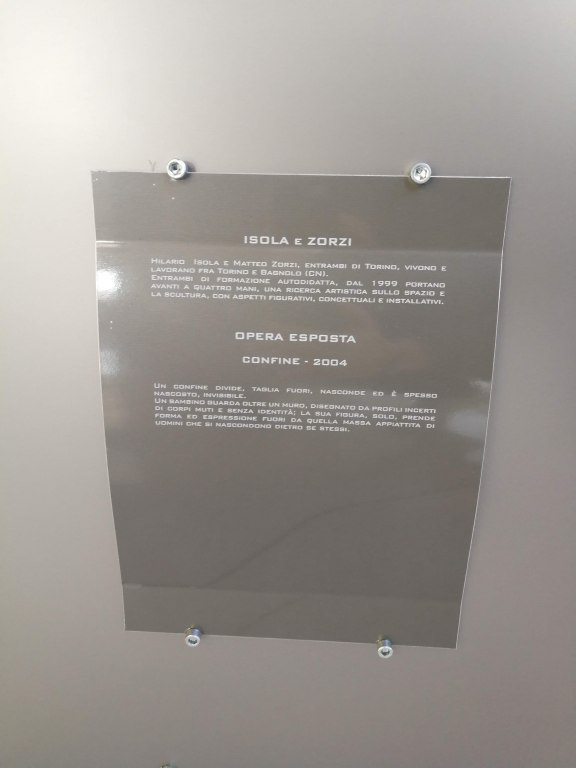 ISOLA E ZORZI
HILARIO ISOLA E MATTEO ZORZI, ENTRAMBI DI TORINO, VIVONO E
LAVORANO FRA TORINO E BAGNOLO (CN).
ENTRAMBI DI FORMAZIONE AUTODIDATTA, DAL 1999 PORTANO
AVANTI A QUATTRO MANI, UNA RICERCA ARTISTICA SULLO SPAZIO E
LA SCULTURA, CON ASPETTI FIGURATIVI, CONCETTUALI E INSTALLATIVI.
OPERA ESPOSTA
CONFINE - 2004
UN CONFINE DIVIDE, TAGLIA FUORI, NASCONDE ED È SPESSO
NASCOSTO, INVISIBILE.
UN BAMBINO GUARDA OLTRE UN MURO, DISEGNATO DA PROFILI INCERTI
DI CORPI MUTI E SENZA IDENTITÀ; LA SUA FIGURA, SOLO, PRENDE
FORMA ED ESPRESSIONE FUORI DA QUELLA MASSA APPIATTITA DI
UOMINI CHE SI NASCONDONO DIETRO SE STESSI.